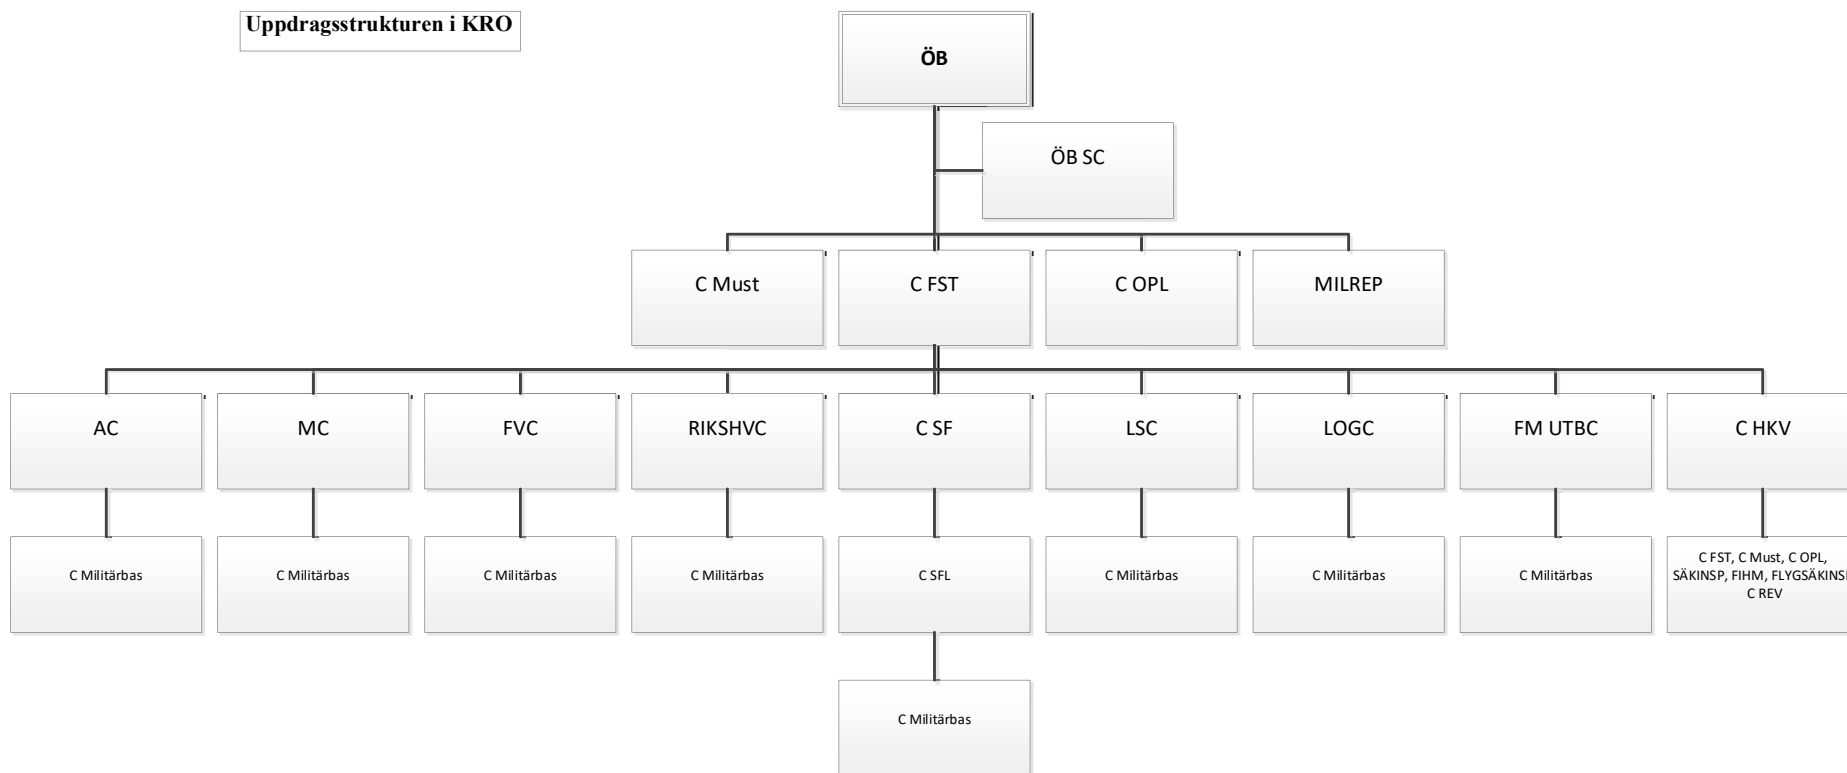 Uppdragsstrukturen i KRO
ÖB
ÖB SC
C Must
C FST
C OPL
MILREP
AC
MC
FVC
RIKSHVC
C SF
LSC
LOGC
FM UTBC
C HKV
C Militärbas
C Militärbas
C Militärbas
C Militärbas
C SFL
C Militärbas
C Militärbas
C Militärbas
C FST, C Must, C OPL,
SÄKINSP, FIHM, FLYGSÄKINSP
C REV
C Militärbas